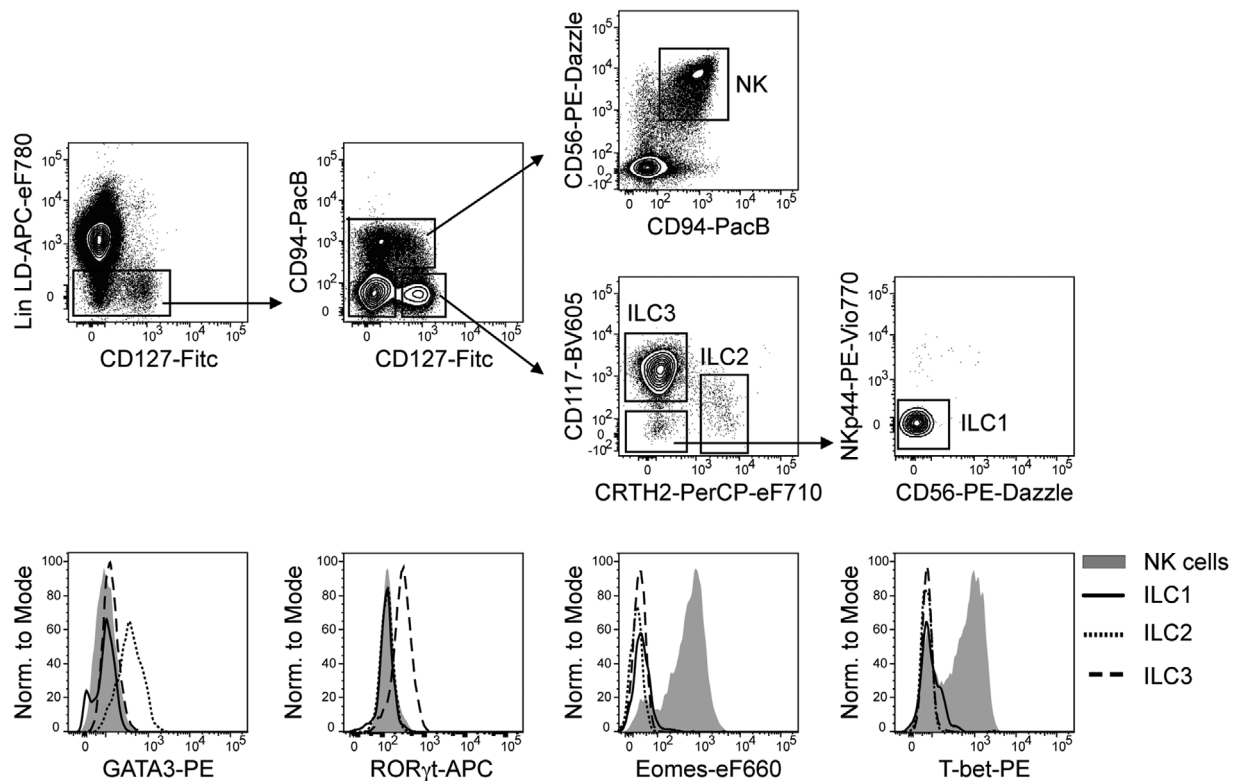 CD56-PE-Dazzle
10⁵
10⁴
10³
10²
0
-10²
NK
0 10² 10³ 10⁴ 10⁵
CD94-PacB
Lin LD-APC-eF780
10⁵
10⁴
10³
0
0 10³ 10⁴ 10⁵
CD127-Fitc
CD94-PacB
10⁵
10⁴
10³
10²
0
0 10³ 10⁴ 10⁵
CD127-Fitc
CD117-BV605
10⁵
10⁴
10³
10²
0
-10²
ILC3
ILC2
0 10³ 10⁴ 10⁵
CRTH2-PerCP-eF710
NKp44-PE-Vio770
10⁵
10⁴
10³
0
ILC1
0 10³ 10⁴ 10⁵
CD56-PE-Dazzle
Norm. to Mode
100
80
60
40
20
0
0 10³ 10⁴ 10⁵
GATA3-PE
Norm. to Mode
100
80
60
40
20
0
0 10² 10³ 10⁴ 10⁵
RORγt-APC
Norm. to Mode
100
80
60
40
20
0
0 10² 10³ 10⁴ 10⁵
Eomes-eF660
Norm. to Mode
100
80
60
40
20
0
0 10³ 10⁴ 10⁵
T-bet-PE
NK cells
ILC1
ILC2
ILC3